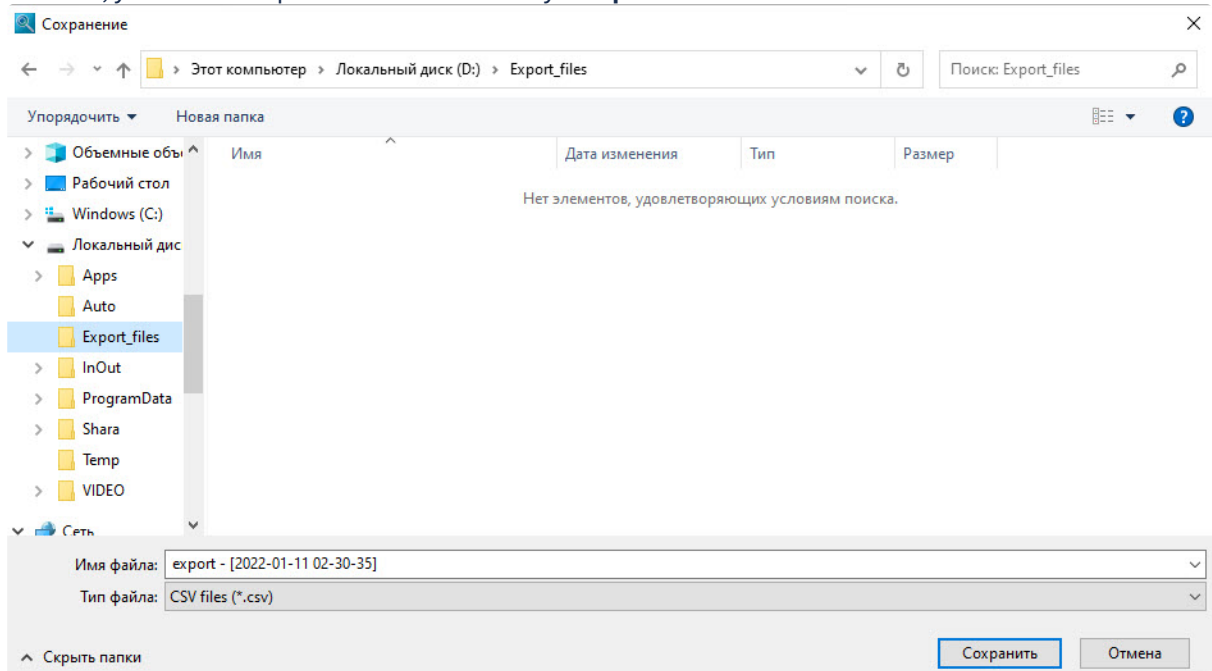 Сохранение
Этот компьютер › Локальный диск (D:) › Export_files
Поиск: Export_files
Упорядочить Новая папка
Имя Дата изменения Тип Размер
Нет элементов, удовлетворяющих условиям поиска.
Объемные объ
Рабочий стол
Windows (C:)
Локальный дис
Apps
Auto
Export_files
InOut
ProgramData
Shara
Temp
VIDEO
Сеть
Имя файла: export - [2022-01-11 02-30-35]
Тип файла: CSV files (*.csv)
Скрыть папки
Сохранить Отмена